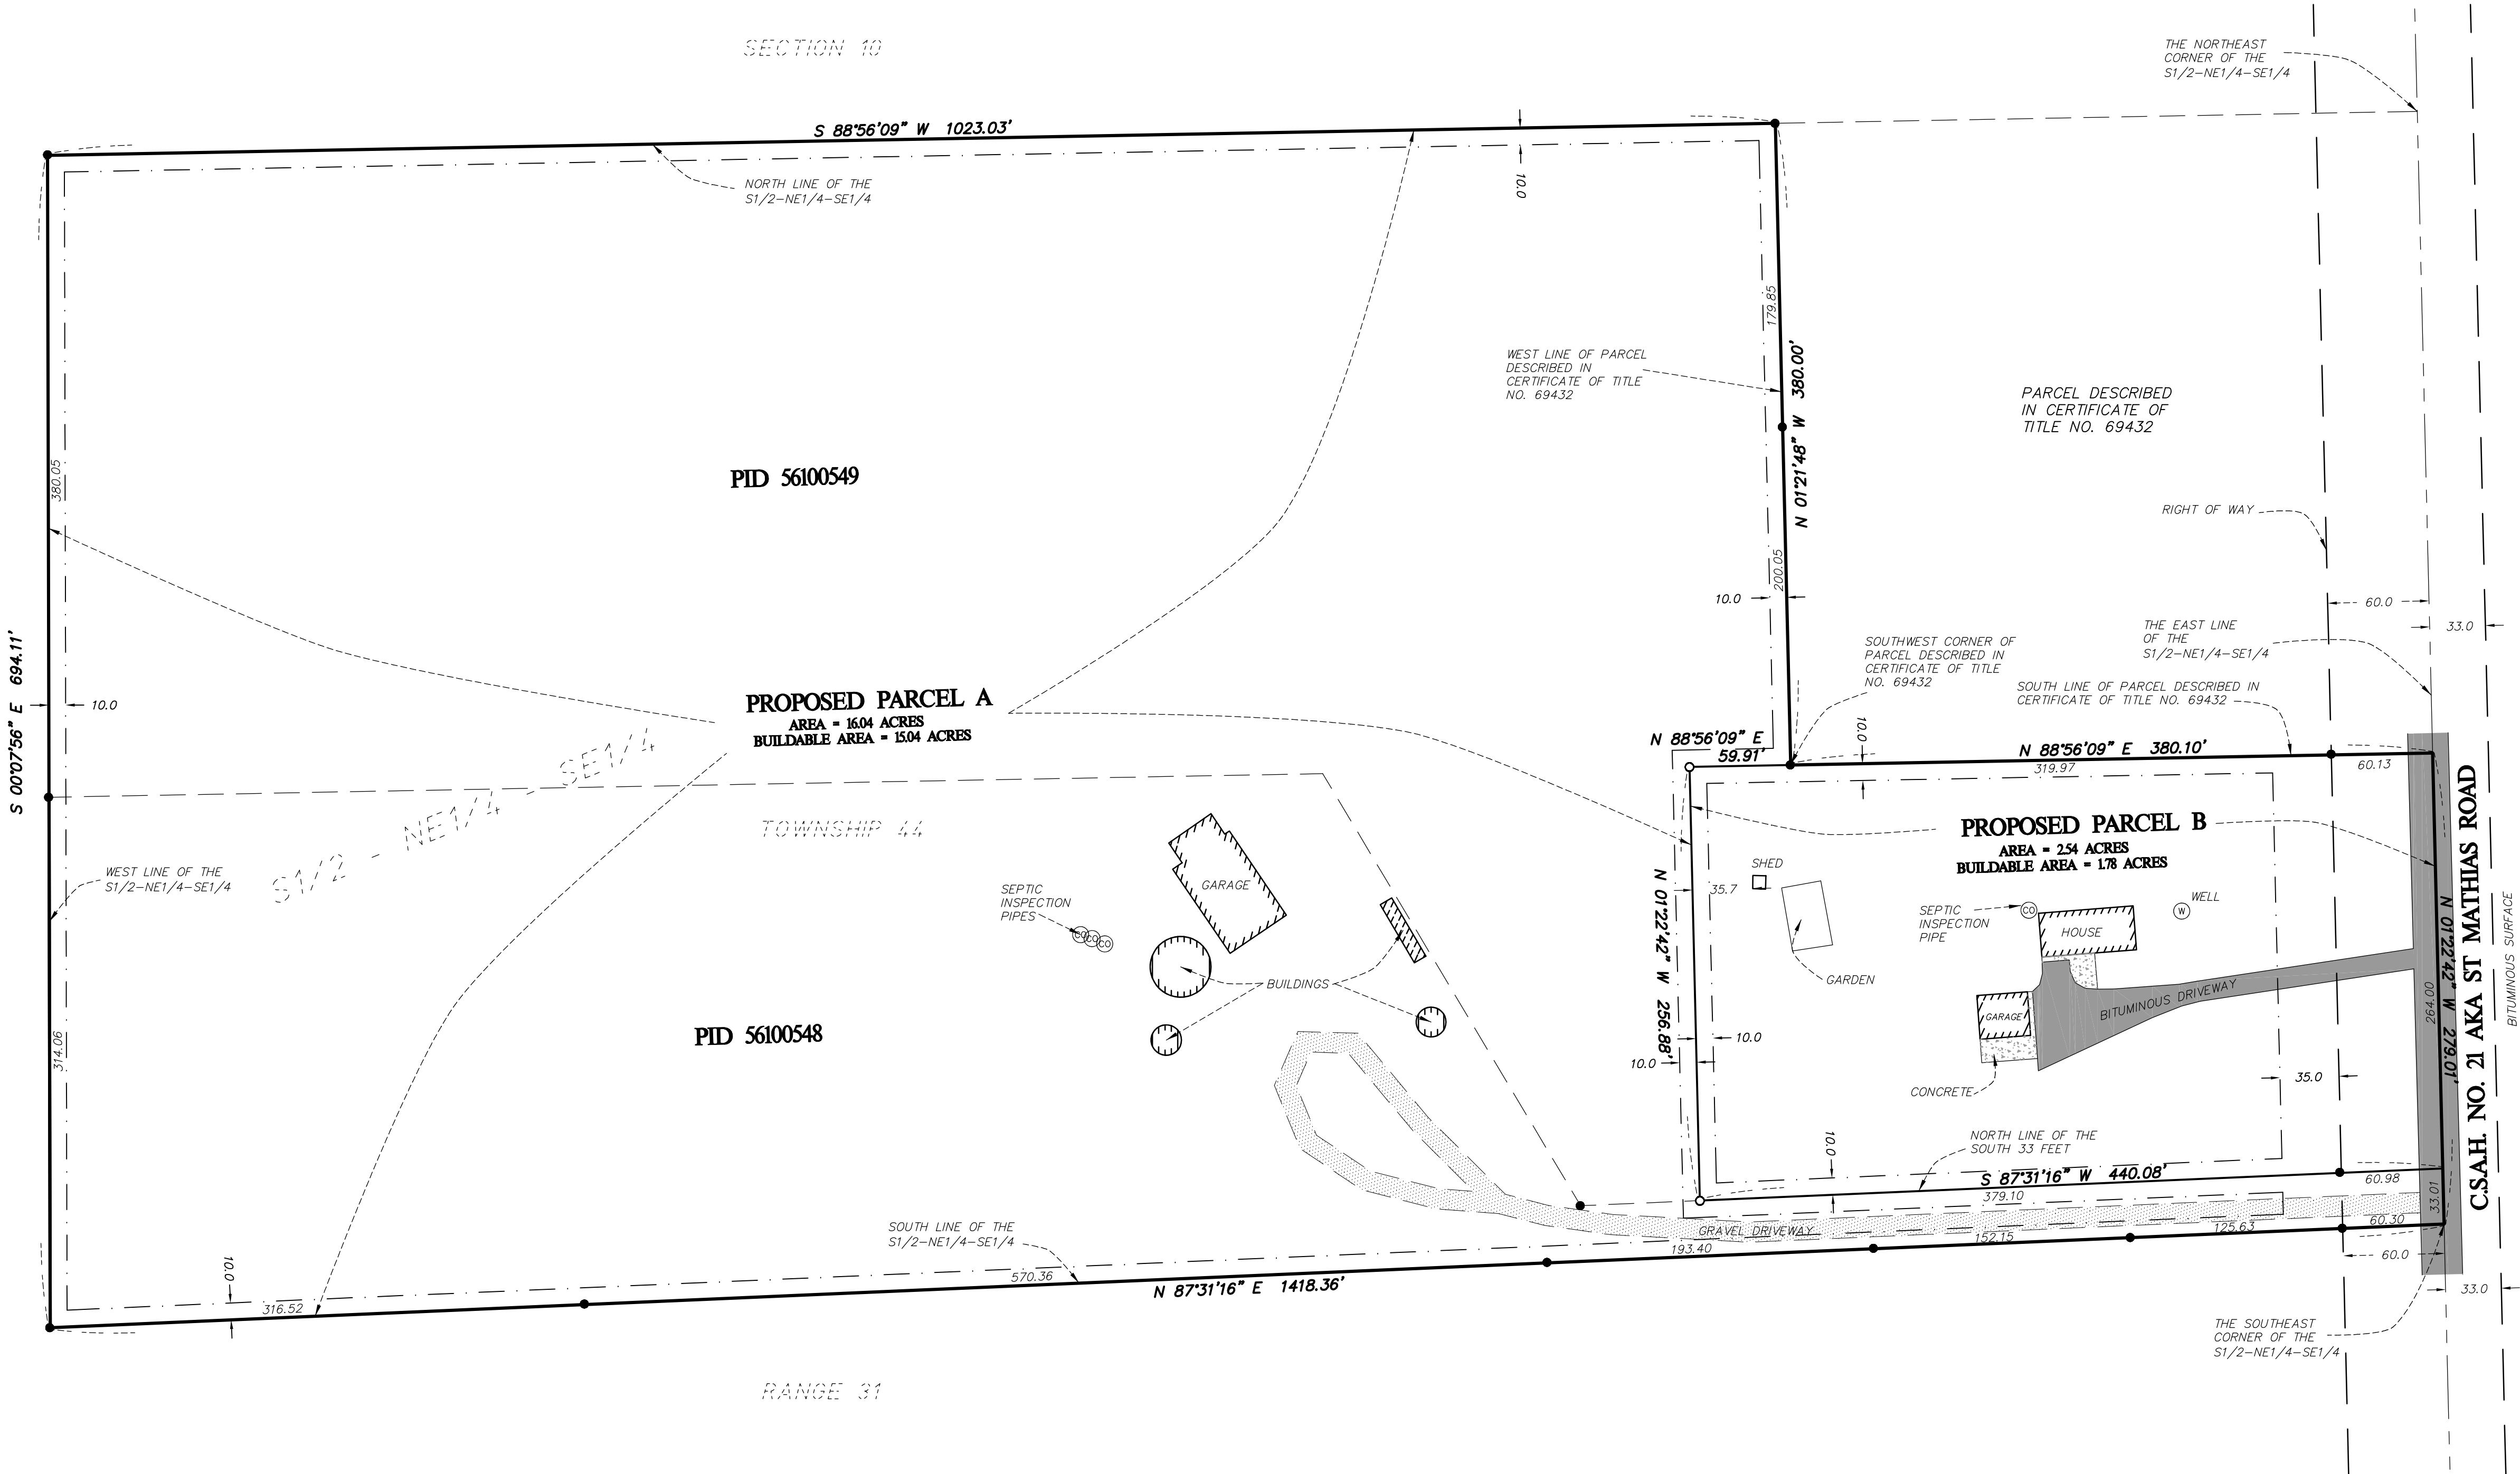 SECTION 10
THE NORTHEAST
CORNER OF THE
S1/2-NE1/4-SE1/4
S 88°56'09" W 1023.03'
NORTH LINE OF THE
S1/2-NE1/4-SE1/4
10.0
179.85
WEST LINE OF PARCEL
DESCRIBED IN
CERTIFICATE OF TITLE
NO. 69432
N 01°21'48" W 380.00'
PARCEL DESCRIBED
IN CERTIFICATE OF
TITLE NO. 69432
380.05
PID 56100549
RIGHT OF WAY
200.05
10.0
60.0
33.0
THE EAST LINE
OF THE
S1/2-NE1/4-SE1/4
SOUTHWEST CORNER OF
PARCEL DESCRIBED IN
CERTIFICATE OF TITLE
NO. 69432
SOUTH LINE OF PARCEL DESCRIBED IN
CERTIFICATE OF TITLE NO. 69432
S 00°07'56" E 694.11'
10.0
PROPOSED PARCEL A
AREA = 16.04 ACRES
BUILDABLE AREA = 15.04 ACRES
N 88°56'09" E
59.91'
10.0
N 88°56'09" E 380.10'
319.97
60.13
S1/2 - NE1/4 - SE1/4
TOWNSHIP 44
PROPOSED PARCEL B
AREA = 2.54 ACRES
BUILDABLE AREA = 1.78 ACRES
WEST LINE OF THE
S1/2-NE1/4-SE1/4
SHED
35.7
SEPTIC
INSPECTION
PIPES
CO
CO
CO
GARAGE
BUILDINGS
N 01°22'42" W 256.88'
SEPTIC
INSPECTION
PIPE
CO
WELL
W
HOUSE
GARDEN
GARAGE
BITUMINOUS DRIVEWAY
CONCRETE
264.00
N 01°22'42" W 279.01'
C.S.A.H. NO. 21 AKA ST MATHIAS ROAD
BITUMINOUS SURFACE
PID 56100548
314.06
10.0
10.0
35.0
10.0
NORTH LINE OF THE
SOUTH 33 FEET
S 87°31'16" W 440.08'
379.10
60.98
33.01
SOUTH LINE OF THE
S1/2-NE1/4-SE1/4
GRAVEL DRIVEWAY
193.40
152.15
125.63
60.30
60.0
33.0
10.0
316.52
570.36
N 87°31'16" E 1418.36'
THE SOUTHEAST
CORNER OF THE
S1/2-NE1/4-SE1/4
RANGE 31